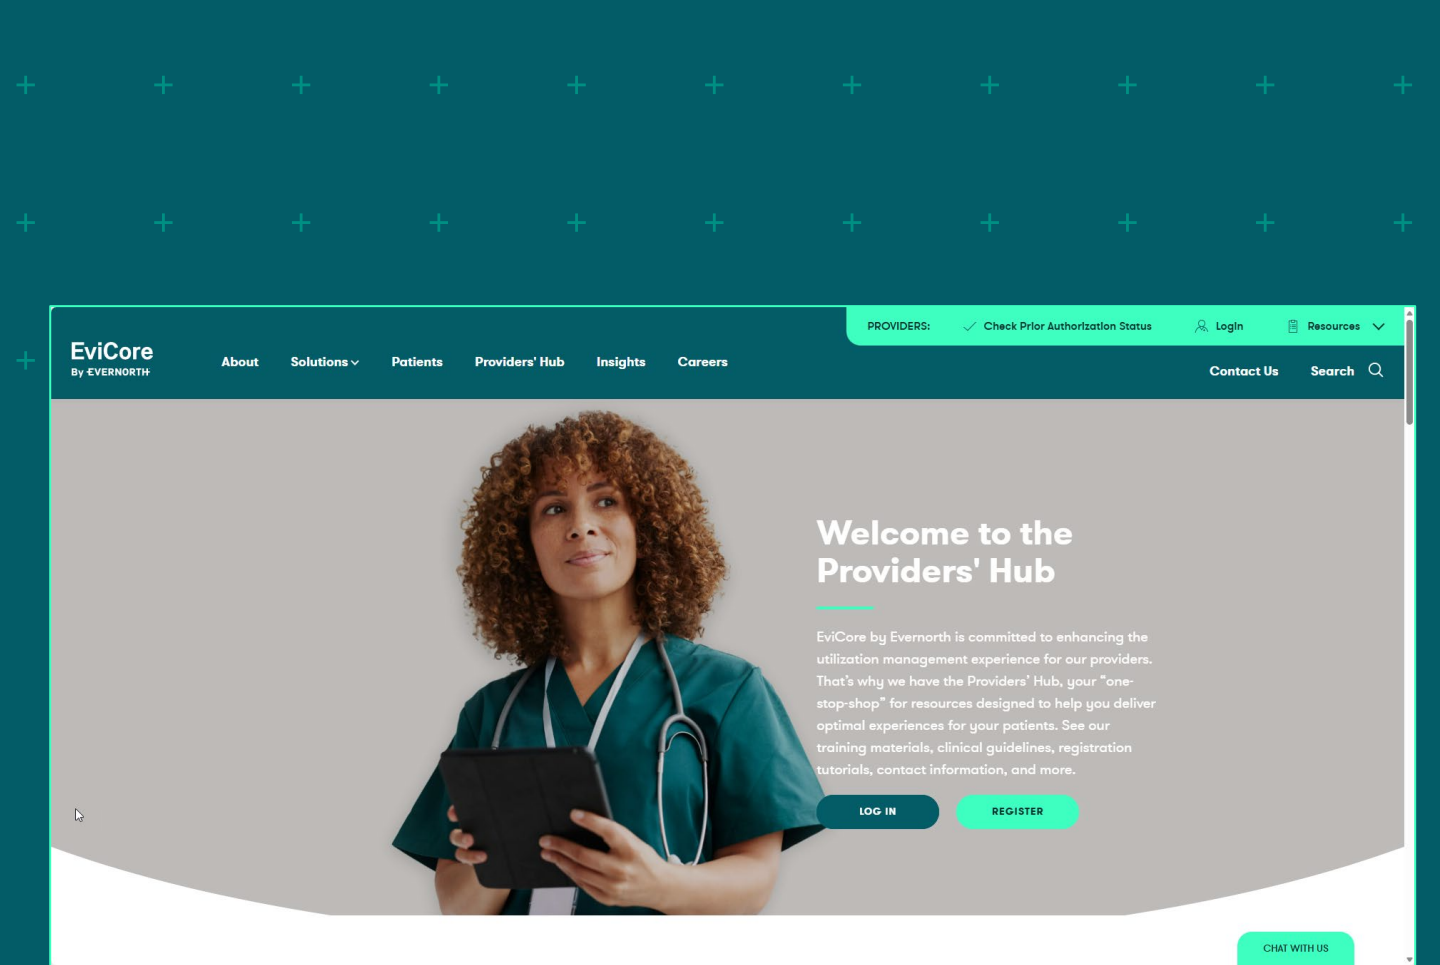 PROVIDERS:
Check Prior Authorization Status
Login
Resources
EviCore
By EVERNORTH
About
Solutions
Patients
Providers' Hub
Insights
Careers
Contact Us
Search
Welcome to the
Providers' Hub
EviCore by Evernorth is committed to enhancing the
utilization management experience for our providers.
That’s why we have the Providers’ Hub, your “one-
stop-shop” for resources designed to help you deliver
optimal experiences for your patients. See our
training materials, clinical guidelines, registration
tutorials, contact information, and more.
LOG IN
REGISTER
CHAT WITH US